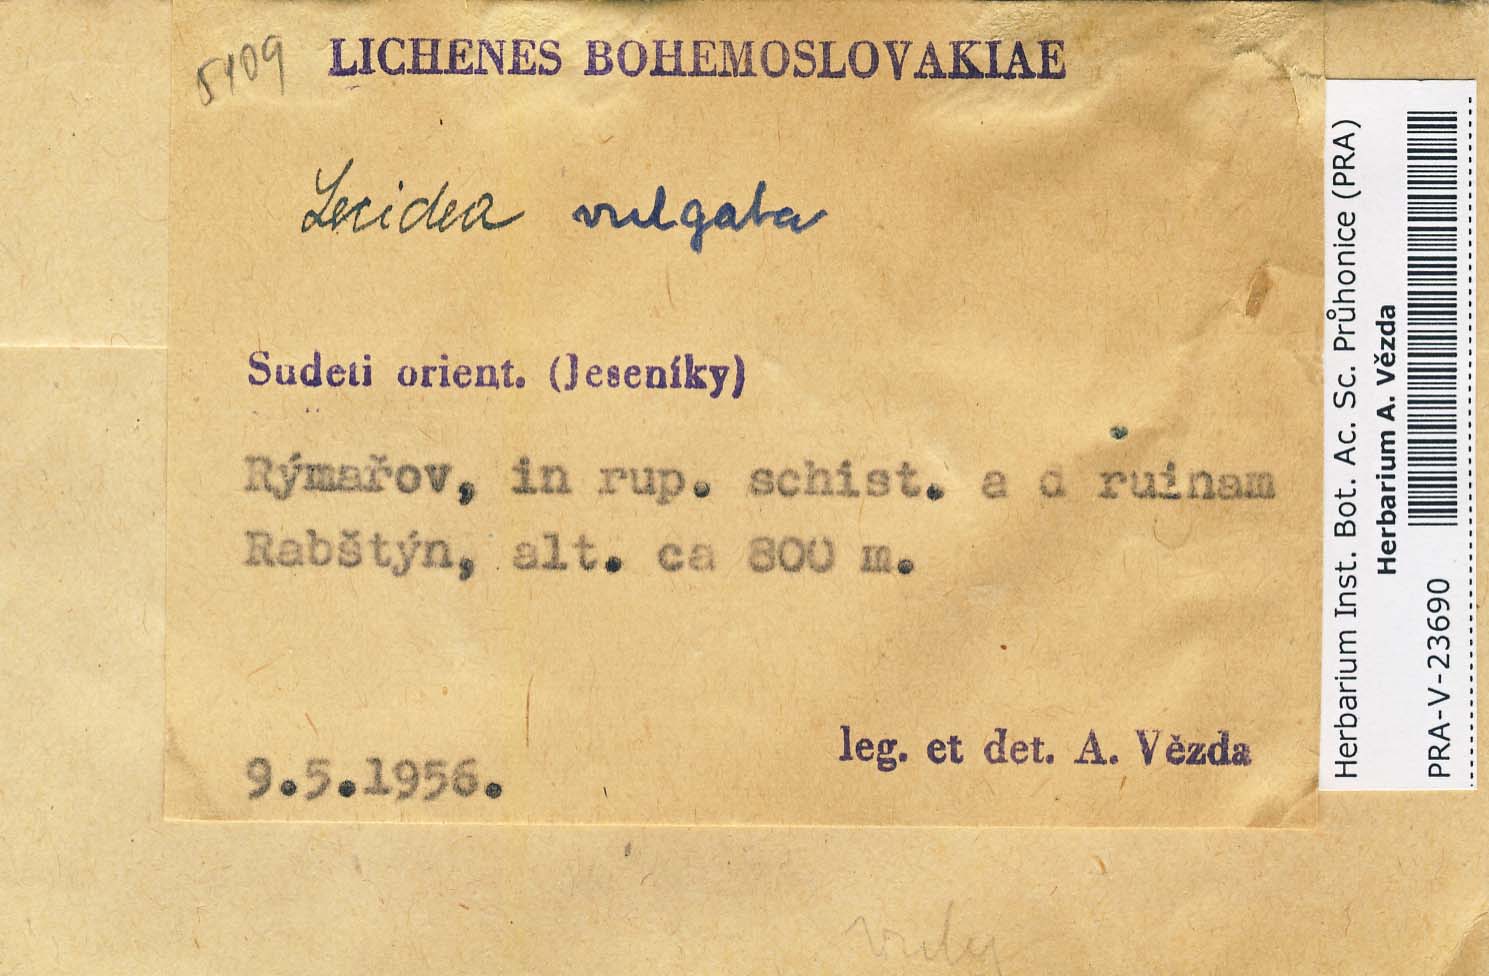 5109
LICHENES BOHEMOSLOVAKIAE
Lecidea vulgata
Sudeti orient. (Jeseníky)
Rýmařov, in rup. schist. a d ruinam
Rabštýn, alt. ca 800 m.
9.5.1956.
leg. et det. A. Vězda
Herbarium Inst. Bot. Ac. Sc. Průhonice (PRA)
Herbarium A. Vězda
PRA-V-23690